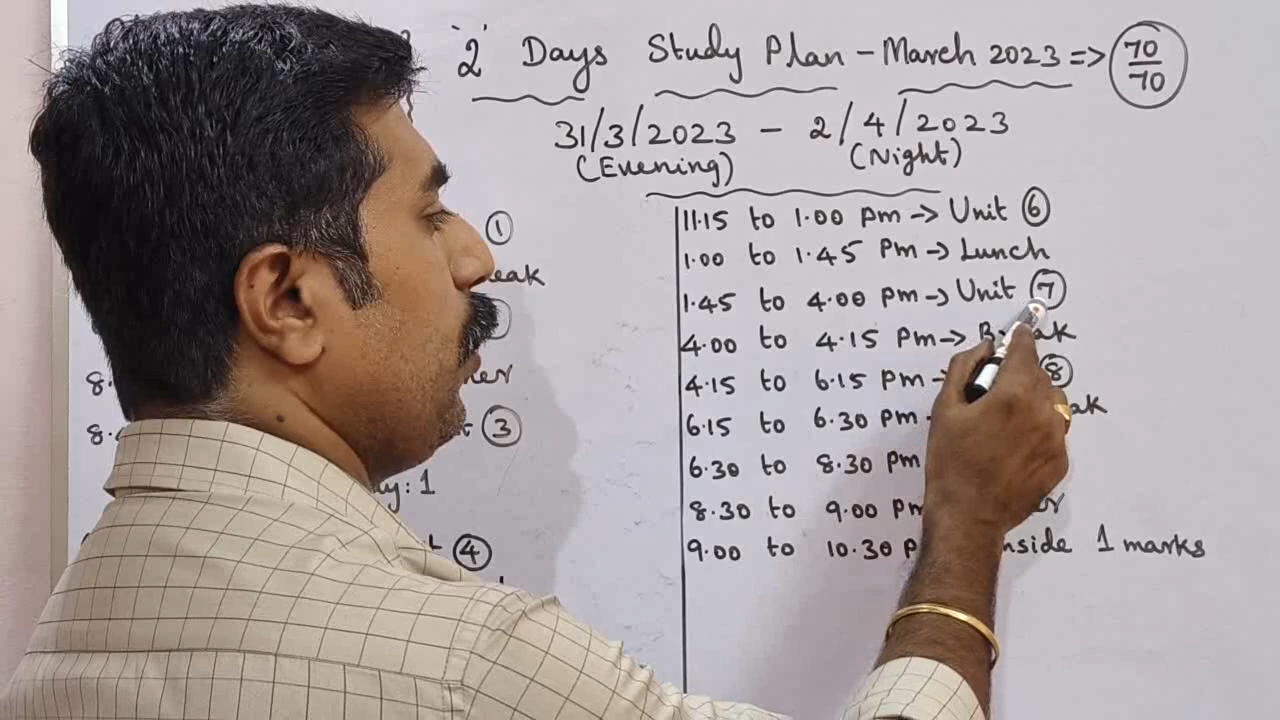 '2' Days Study Plan - March 2023 => 70/70
31/3/2023 - 2/4/2023
(Evening) (Night)
①
eak
8.
8.
③
y: 1
④
11.15 to 1.00 pm -> Unit ⑥
1.00 to 1.45 Pm -> Lunch
1.45 to 4.00 pm -> Unit ⑦
4.00 to 4.15 Pm -> B ak
4.15 to 6.15 pm - ⑧
6.15 to 6.30 pm - ak
6.30 to 8.30 pm
8.30 to 9.00 pm
9.00 to 10.30 p nside 1 marks